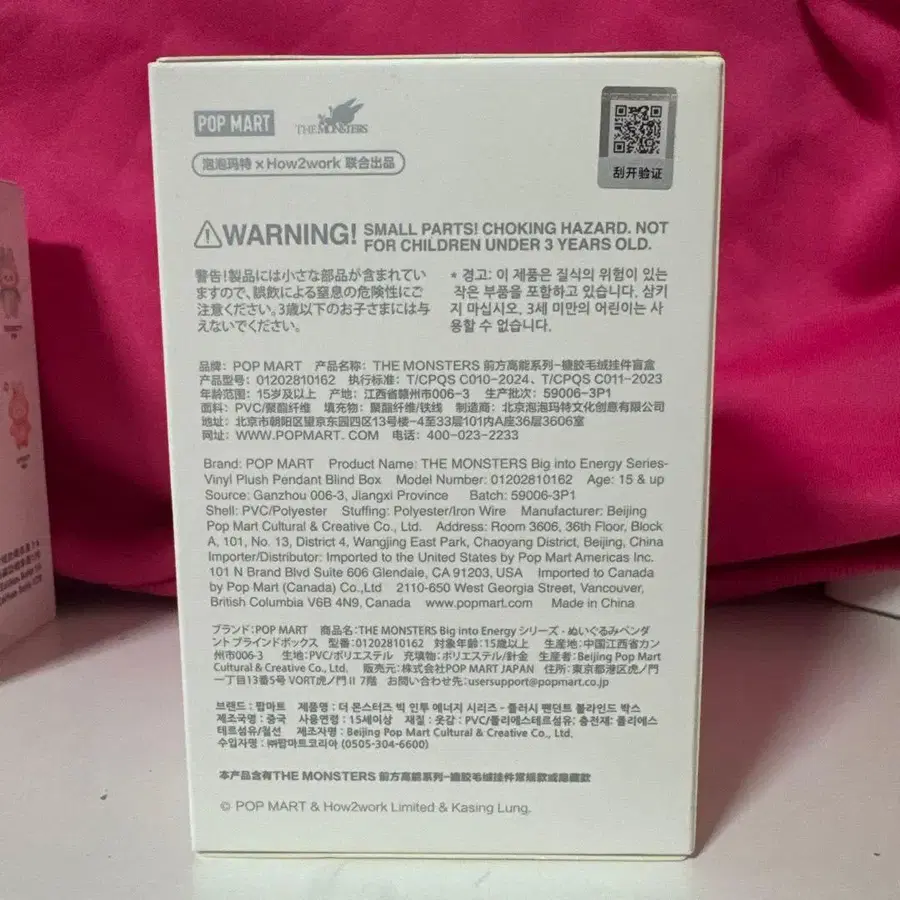 POP MART
THE MONSTERS
泡泡玛特 × How2work 联合出品
刮开验证
WARNING! SMALL PARTS! CHOKING HAZARD. NOT
FOR CHILDREN UNDER 3 YEARS OLD.
警告!製品には小さな部品が含まれてい
ますので、誤飲による窒息の危険性にご
注意ください。3歳以下のお子さまには与
えないでください。
* 경고: 이 제품은 질식의 위험이 있는
작은 부품을 포함하고 있습니다. 삼키
지 마십시오. 3세 미만의 어린이는 사
용할 수 없습니다.
品牌: POP MART 产品名称: THE MONSTERS 前方高能系列-搪胶毛绒挂件盲盒
产品型号: 01202810162 执行标准: T/CPQS C010-2024、T/CPQS C011-2023
年龄范围: 15岁及以上 产地: 江西省赣州市006-3 生产批次: 59006-3P1
面料: PVC/聚酯纤维 填充物: 聚酯纤维/铁线 制造商: 北京泡泡玛特文化创意有限公司
地址: 北京市朝阳区望京东园四区13号楼-4至33层101内A座36层3606室
网址: WWW.POPMART.COM 电话: 400-023-2233
Brand: POP MART Product Name: THE MONSTERS Big into Energy Series-
Vinyl Plush Pendant Blind Box Model Number: 01202810162 Age: 15 & up
Source: Ganzhou 006-3, Jiangxi Province Batch: 59006-3P1
Shell: PVC/Polyester Stuffing: Polyester/Iron Wire Manufacturer: Beijing
Pop Mart Cultural & Creative Co., Ltd. Address: Room 3606, 36th Floor, Block
A, 101, No. 13, District 4, Wangjing East Park, Chaoyang District, Beijing, China
Importer/Distributor: Imported to the United States by Pop Mart Americas Inc.
101 N Brand Blvd Suite 606 Glendale, CA 91203, USA Imported to Canada
by Pop Mart (Canada) Co.,Ltd 2110-650 West Georgia Street, Vancouver,
British Columbia V6B 4N9, Canada www.popmart.com Made in China
ブランド: POP MART 商品名: THE MONSTERS Big into Energy シリーズ - ぬいぐるみペンダ
ント ブラインドボックス 型番: 01202810162 対象年齢: 15歳以上 生産地: 中国江西省カン
州市006-3 生地: PVC/ポリエステル 充填物: ポリエステル/針金 生産者: Beijing Pop Mart
Cultural & Creative Co., Ltd. 販売元: 株式会社POP MART JAPAN 住所: 東京都港区虎ノ門
一丁目13番5号 VORT虎ノ門Ⅱ 7階 お問い合わせ先: usersupport@popmart.co.jp
브랜드 : 팝마트 제품명 : 더 몬스터즈 빅 인투 에너지 시리즈 - 플러시 팬던트 블라인드 박스
제조국명 : 중국 사용연령 : 15세이상 재질 : 옷감 : PVC/폴리에스테르섬유; 충전재: 폴리에스
테르섬유/철선 제조자명 : Beijing Pop Mart Cultural & Creative Co., Ltd.
수입자명 : ㈜팝마트코리아 (0505-304-6600)
本产品含有THE MONSTERS 前方高能系列-搪胶毛绒挂件常规款或隐藏款
© POP MART & How2work Limited & Kasing Lung.